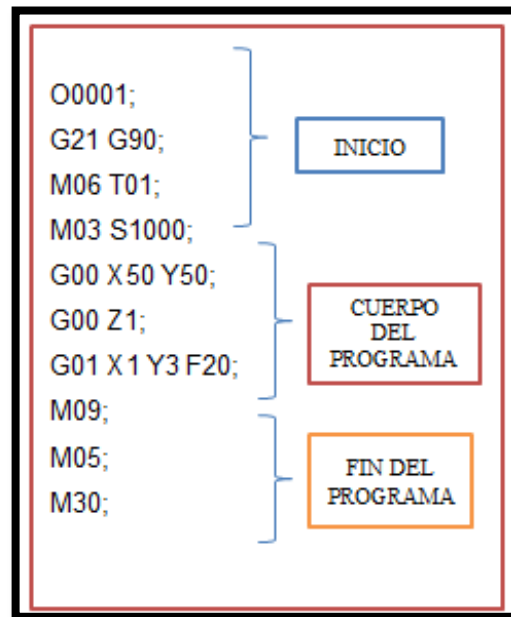 O0001;
G21 G90;
M06 T01;
M03 S1000;
G00 X50 Y50;
G00 Z1;
G01 X1 Y3 F20;
M09;
M05;
M30;
INICIO
CUERPO
DEL
PROGRAMA
FIN DEL
PROGRAMA